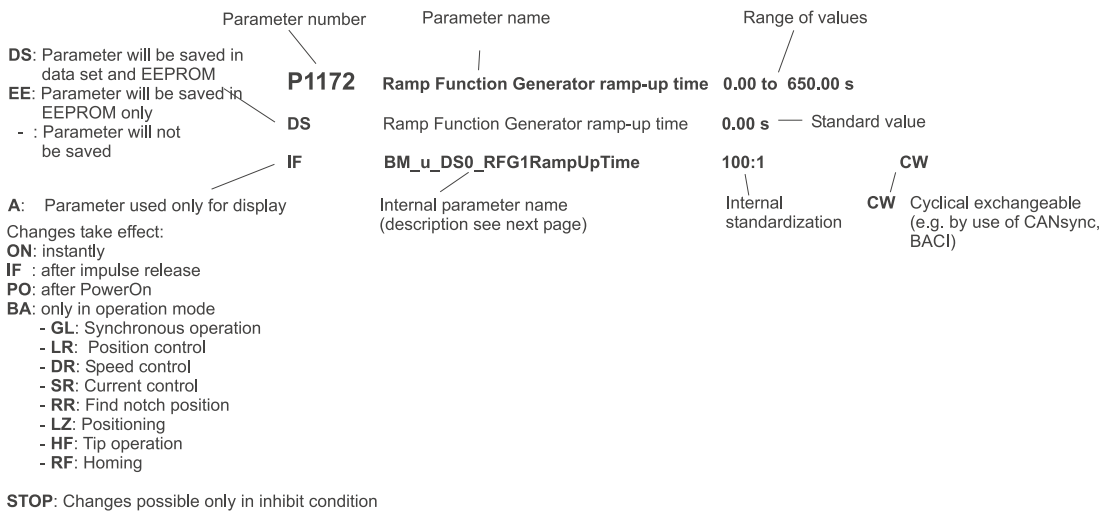 Parameter number
Parameter name
Range of values
DS: Parameter will be saved in
data set and EEPROM
EE: Parameter will be saved in
EEPROM only
- : Parameter will not
be saved
P1172 Ramp Function Generator ramp-up time 0.00 to 650.00 s
DS Ramp Function Generator ramp-up time 0.00 s Standard value
IF BM_u_DS0_RFG1RampUpTime 100:1 CW
A: Parameter used only for display
Internal parameter name
(description see next page)
Internal
standardization
CW Cyclical exchangeable
(e.g. by use of CANsync,
BACI)
Changes take effect:
ON: instantly
IF : after impulse release
PO: after PowerOn
BA: only in operation mode
- GL: Synchronous operation
- LR: Position control
- DR: Speed control
- SR: Current control
- RR: Find notch position
- LZ: Positioning
- HF: Tip operation
- RF: Homing
STOP: Changes possible only in inhibit condition